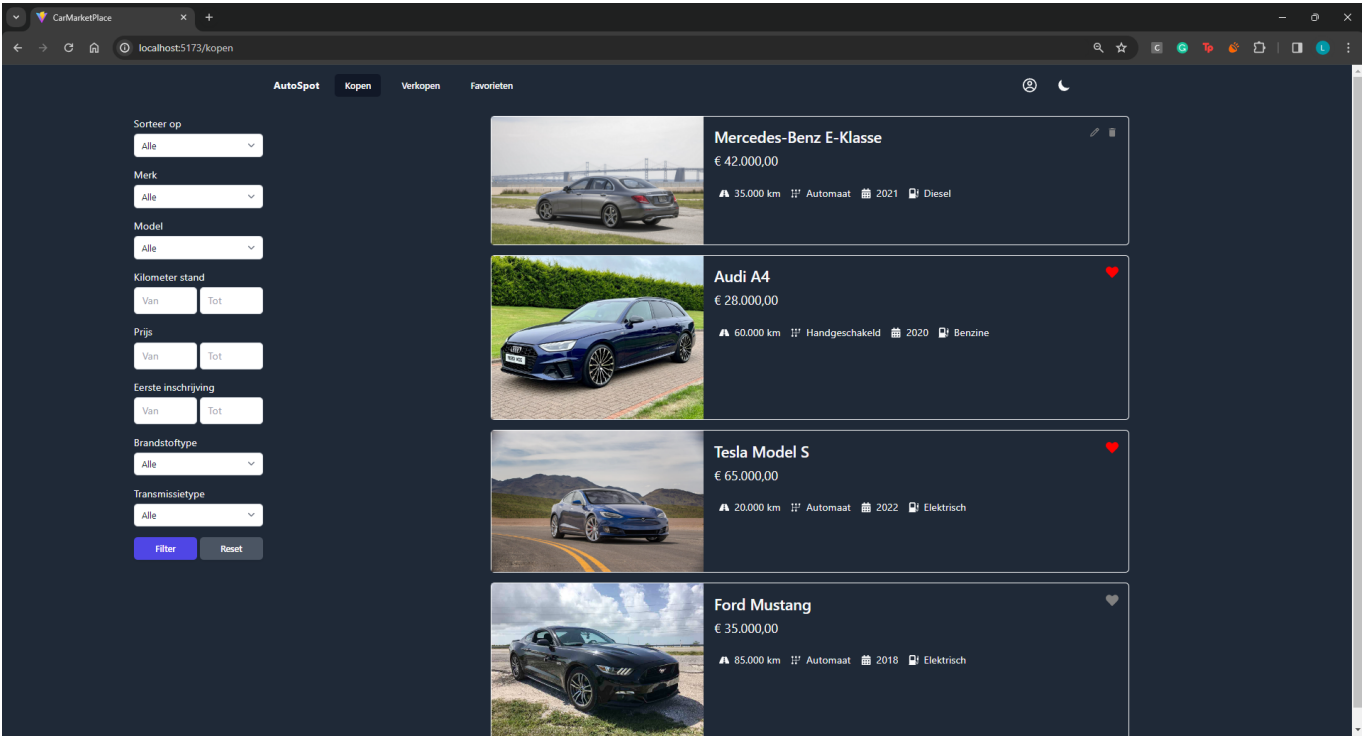 CarMarketPlace
localhost:5173/kopen
C G Tp L
AutoSpot Kopen Verkopen Favorieten
Sorteer op
Alle
Merk
Alle
Model
Alle
Kilometer stand
Van Tot
Prijs
Van Tot
Eerste inschrijving
Van Tot
Brandstoftype
Alle
Transmissietype
Alle
Filter Reset
Mercedes-Benz E-Klasse
€ 42.000,00
35.000 km Automaat 2021 Diesel
Audi A4
€ 28.000,00
60.000 km Handgeschakeld 2020 Benzine
Tesla Model S
€ 65.000,00
20.000 km Automaat 2022 Elektrisch
Ford Mustang
€ 35.000,00
85.000 km Automaat 2018 Elektrisch